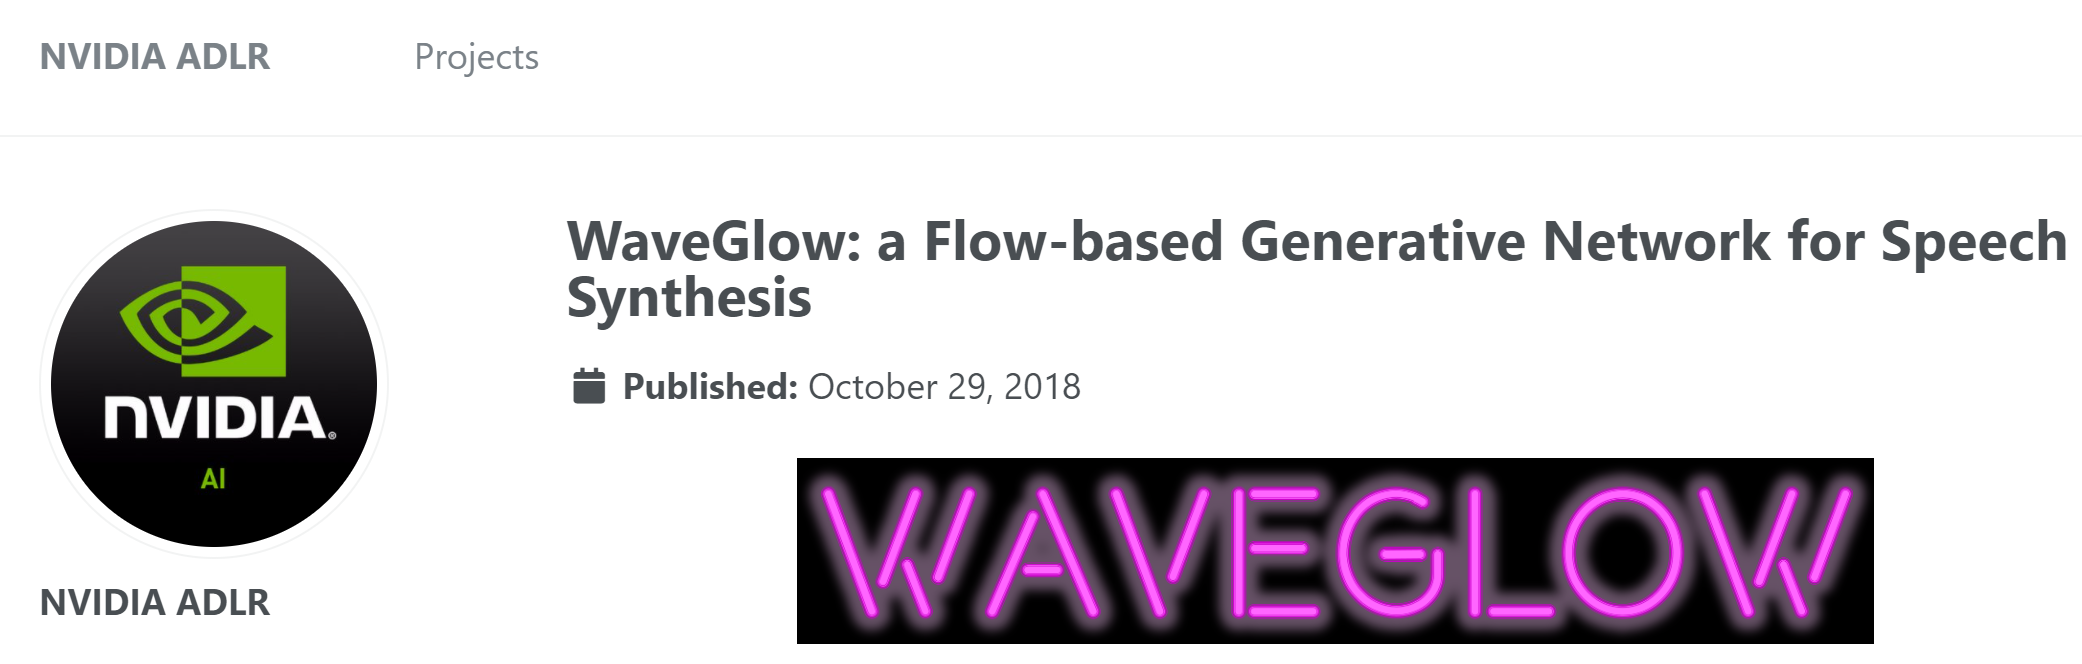 NVIDIA ADLR
Projects
NVIDIA®
AI
NVIDIA ADLR
WaveGlow: a Flow-based Generative Network for Speech
Synthesis
Published: October 29, 2018
WAVEGLOW